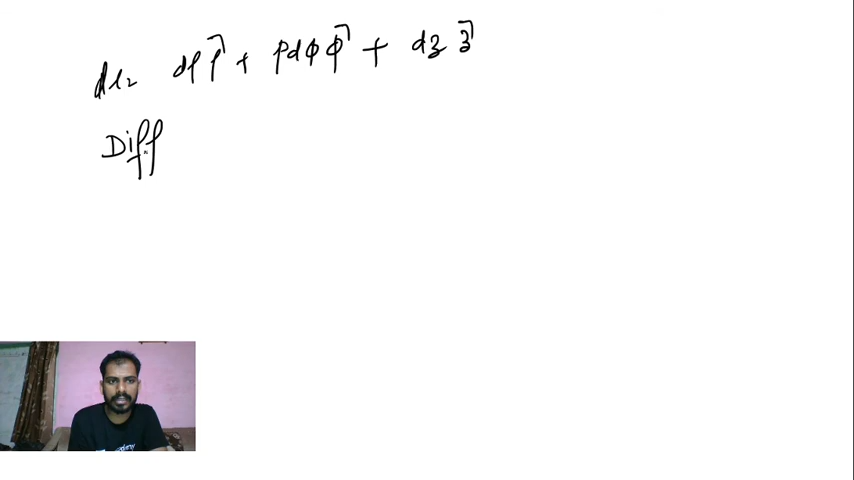 dl = dρ ρ⃗ + ρdϕ ϕ⃗ + dz z⃗
Diff